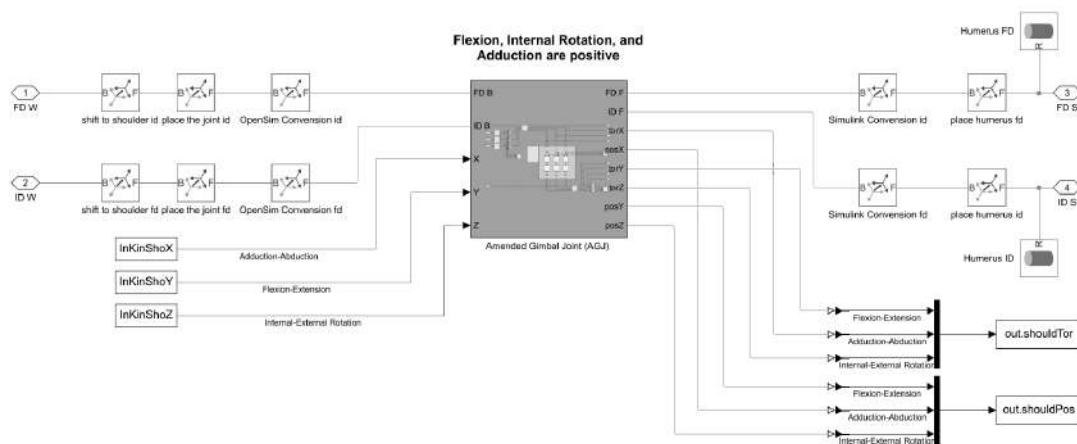 Flexion, Internal Rotation, and
Adduction are positive
Humerus FD
R
1
FD W
B F
shift to shoulder id
B F
place the joint id
B F
OpenSim Convension id
FD B
FD F
B F
Simulink Convension id
B F
place humerus fd
3
FD S
ID B
ID F
torX
posX
torY
torZ
posY
posZ
X
Y
Z
Amended Gimbal Joint (AGJ)
2
ID W
B F
shift to shoulder fd
B F
place the joint fd
B F
OpenSim Convension fd
B F
Simulink Convension fd
B F
place humerus id
4
ID S
R
Humerus ID
InKinShoX
Adduction-Abduction
InKinShoY
Flexion-Extension
InKinShoZ
Internal-External Rotation
Flexion-Extension
Adduction-Abduction
Internal-External Rotation
out.shouldTor
Flexion-Extension
Adduction-Abduction
Internal-External Rotation
out.shouldPos